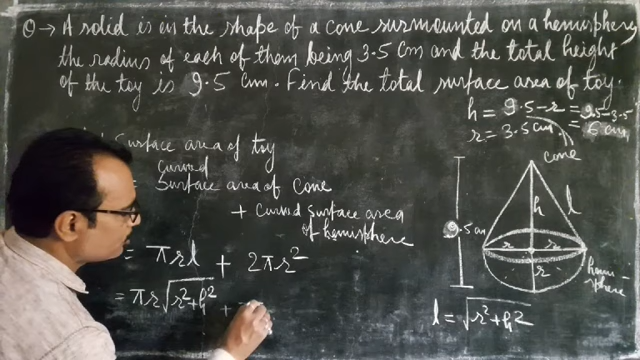 Q → A solid is in the shape of a cone surmounted on a hemisphere,
the radius of each of them being 3.5 cm and the total height
of the toy is 9.5 cm. Find the total surface area of toy.
h = 9.5 - r = 9.5 - 3.5
r = 3.5 cm = 6 cm
cone
Surface area of toy
curved
Surface area of cone
+ curved surface area
of hemisphere
= πrl + 2πr²
= πr√r²+h² +
9.5 cm
h
l
r
r
r
hemi-
sphere
l = √r²+h²